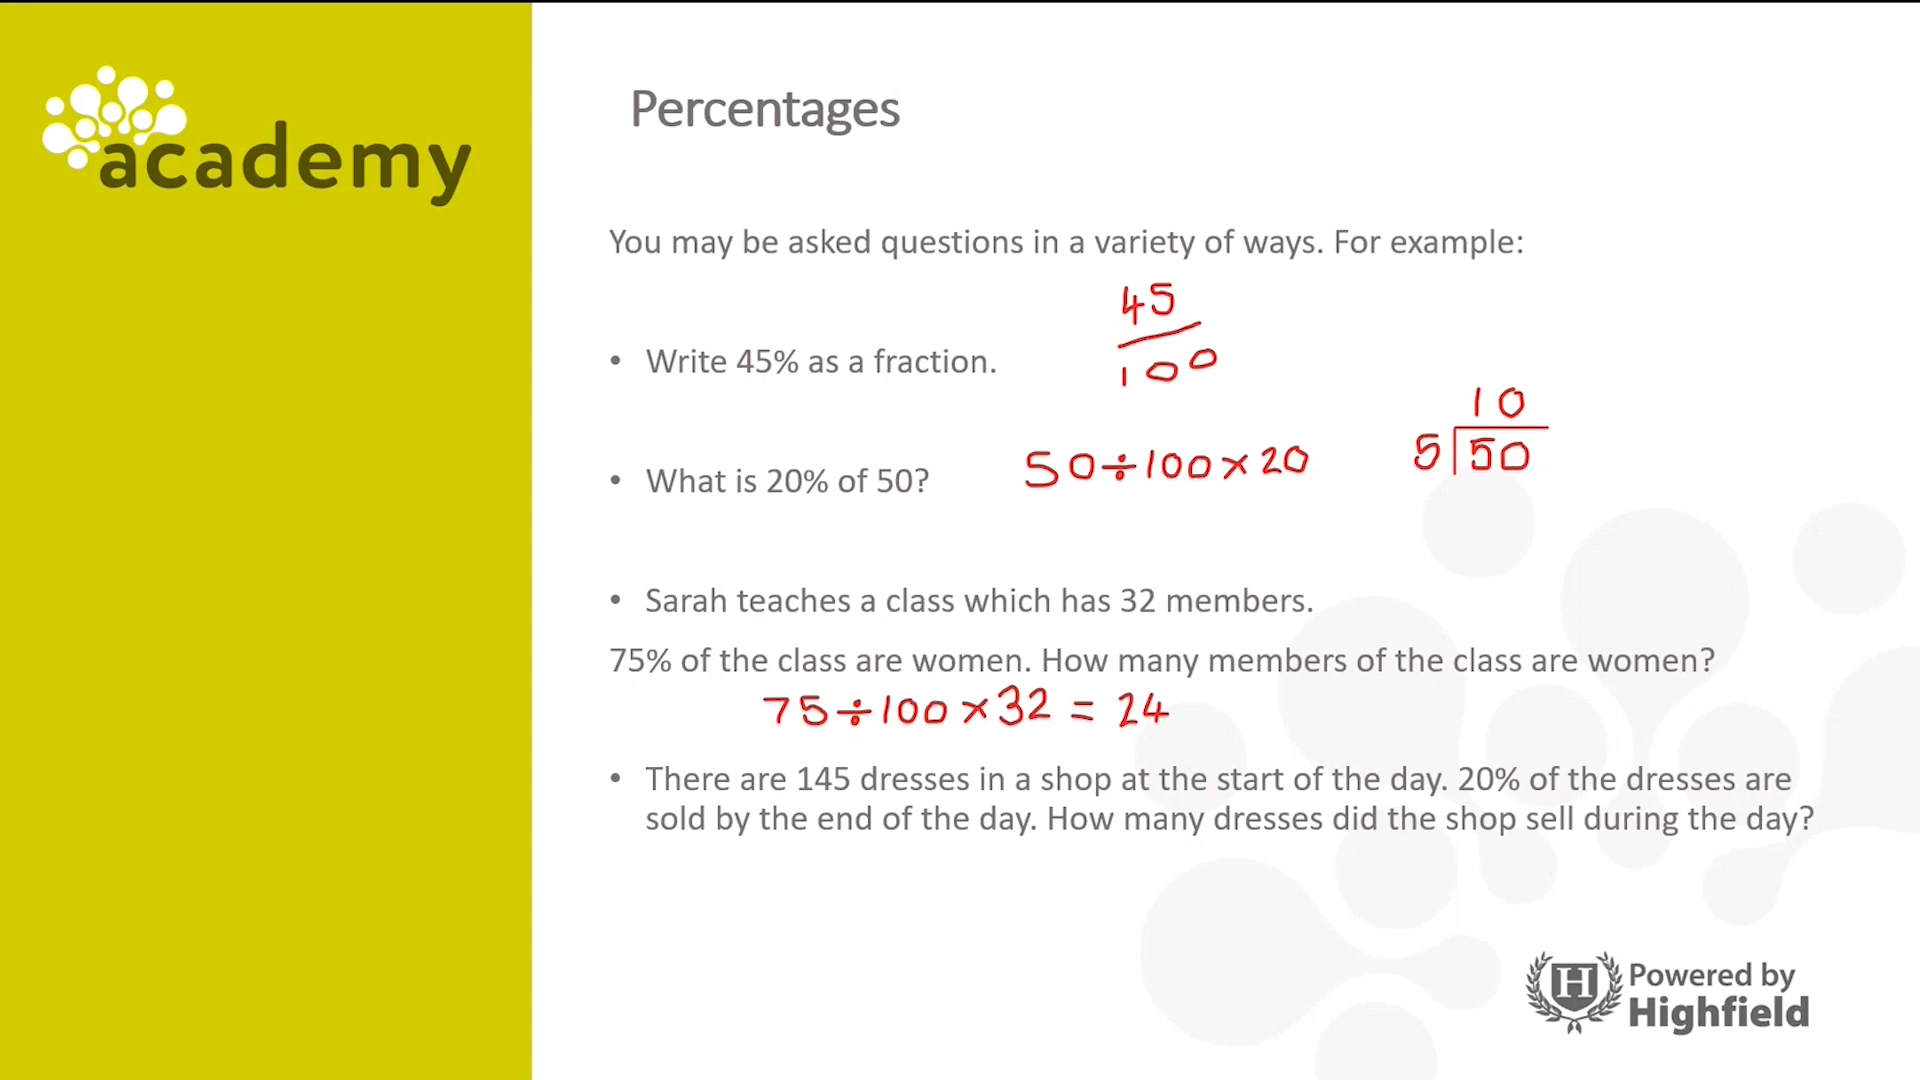 academy
Percentages
You may be asked questions in a variety of ways. For example:
45
100
• Write 45% as a fraction.
10
5 50
50÷100×20
• What is 20% of 50?
• Sarah teaches a class which has 32 members.
75% of the class are women. How many members of the class are women?
75÷100×32 = 24
• There are 145 dresses in a shop at the start of the day. 20% of the dresses are
sold by the end of the day. How many dresses did the shop sell during the day?
H
Powered by
Highfield